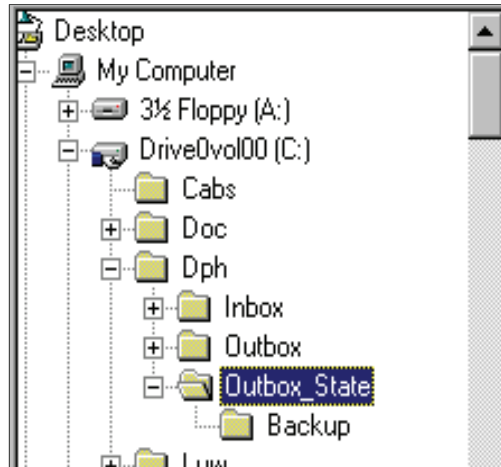 Desktop
My Computer
3½ Floppy (A:)
Drive0vol00 (C:)
Cabs
Doc
Dph
Inbox
Outbox
Outbox_State
Backup